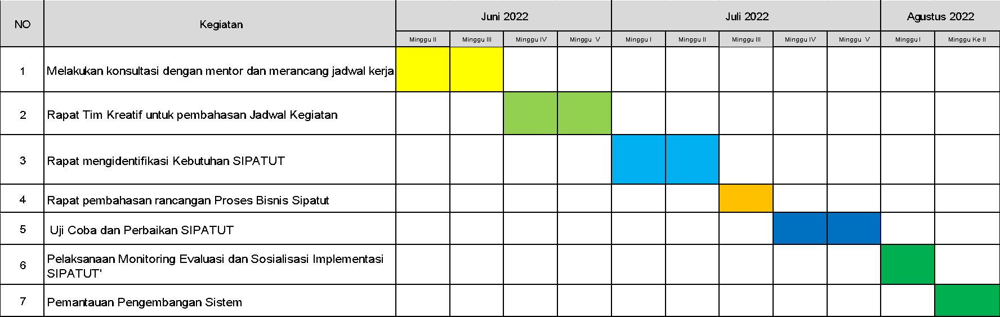 NO Kegiatan Juni 2022 Juli 2022 Agustus 2022
Minggu II Minggu III Minggu IV Minggu V Minggu I Minggu II Minggu III Minggu IV Minggu V Minggu I Minggu Ke II
1 Melakukan konsultasi dengan mentor dan merancang jadwal kerja
2 Rapat Tim Kreatif untuk pembahasan Jadwal Kegiatan
3 Rapat mengidentifikasi Kebutuhan SIPATUT
4 Rapat pembahasan rancangan Proses Bisnis Sipatut
5 Uji Coba dan Perbaikan SIPATUT
6 Pelaksanaan Monitoring Evaluasi dan Sosialisasi Implementasi
SIPATUT'
7 Pemantauan Pengembangan Sistem